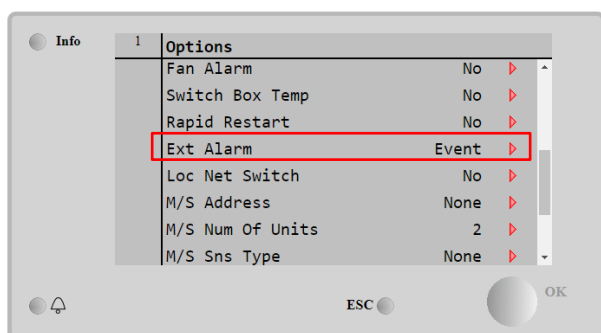 Info
1 Options
Fan Alarm No
Switch Box Temp No
Rapid Restart No
Ext Alarm Event
Loc Net Switch No
M/S Address None
M/S Num Of Units 2
M/S Sns Type None
ESC
OK